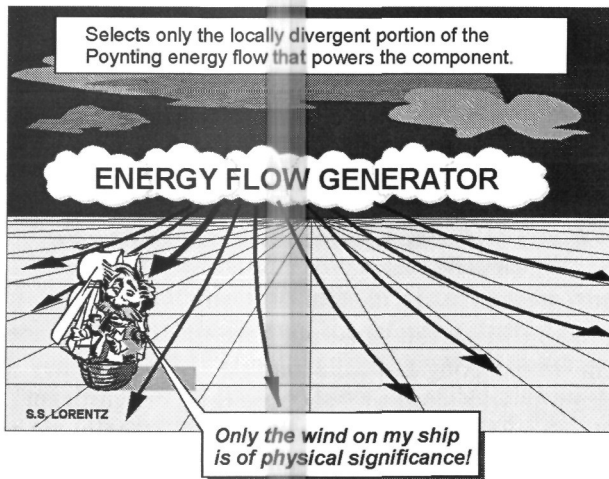 Selects only the locally divergent portion of the
Poynting energy flow that powers the component.
ENERGY FLOW GENERATOR
S.S. LORENTZ
Only the wind on my ship
is of physical significance!